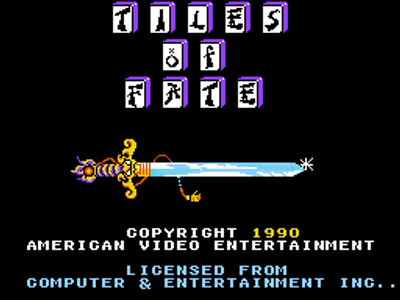 TILES
of
FATE
COPYRIGHT 1990
AMERICAN VIDEO ENTERTAINMENT
LICENSED FROM
COMPUTER & ENTERTAINMENT INC..